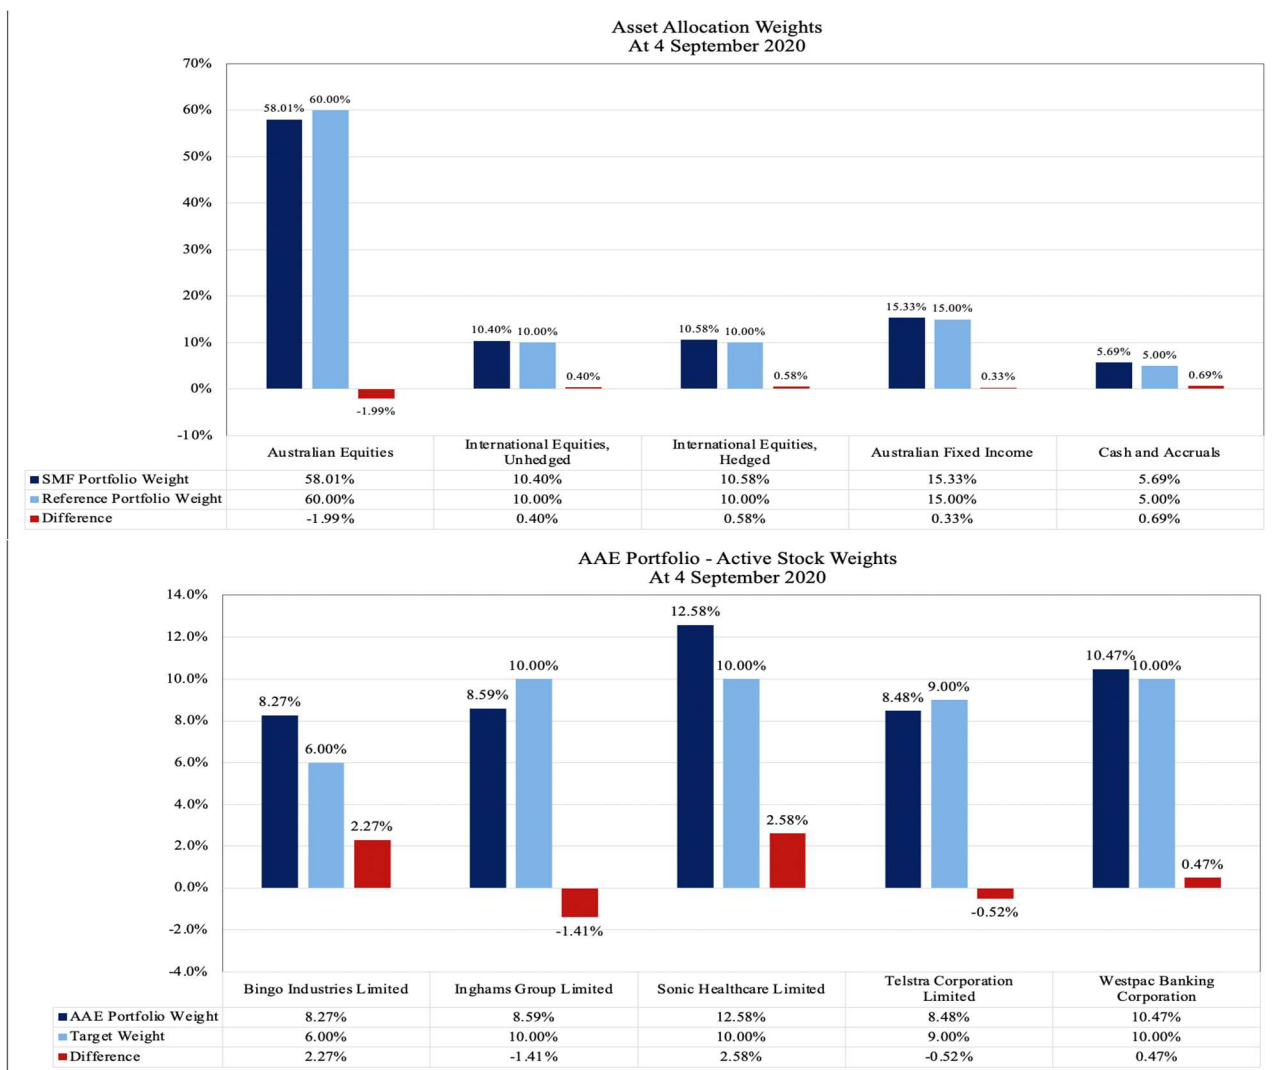 Asset Allocation Weights
At 4 September 2020
70%
60%
50%
40%
30%
20%
10%
0%
-10%
58.01% 60.00%
-1.99%
10.40% 10.00%
0.40%
10.58% 10.00%
0.58%
15.33% 15.00%
0.33%
5.69% 5.00%
0.69%
Australian Equities
International Equities,
Unhedged
International Equities,
Hedged
Australian Fixed Income
Cash and Accruals
SMF Portfolio Weight 58.01% 10.40% 10.58% 15.33% 5.69%
Reference Portfolio Weight 60.00% 10.00% 10.00% 15.00% 5.00%
Difference -1.99% 0.40% 0.58% 0.33% 0.69%
AAE Portfolio - Active Stock Weights
At 4 September 2020
14.0%
12.0%
10.0%
8.0%
6.0%
4.0%
2.0%
0.0%
-2.0%
-4.0%
8.27%
6.00%
2.27%
8.59%
10.00%
-1.41%
12.58%
10.00%
2.58%
8.48%
9.00%
-0.52%
10.47%
10.00%
0.47%
Bingo Industries Limited
Inghams Group Limited
Sonic Healthcare Limited
Telstra Corporation
Limited
Westpac Banking
Corporation
AAE Portfolio Weight 8.27% 8.59% 12.58% 8.48% 10.47%
Target Weight 6.00% 10.00% 10.00% 9.00% 10.00%
Difference 2.27% -1.41% 2.58% -0.52% 0.47%